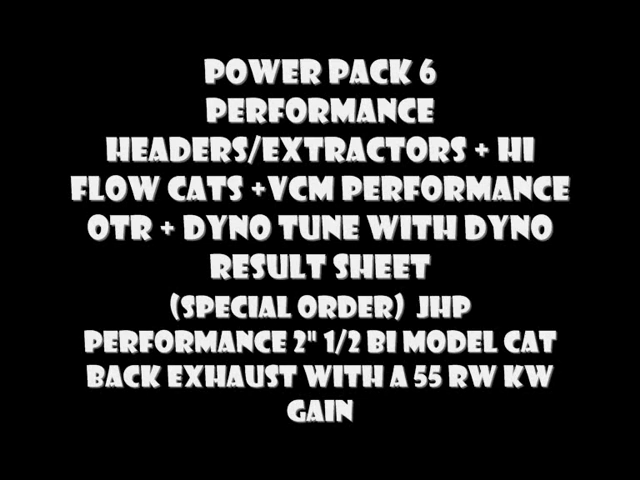 POWER PACK 6
PERFORMANCE
HEADERS/EXTRACTORS + HI
FLOW CATS +VCM PERFORMANCE
OTR + DYNO TUNE WITH DYNO
RESULT SHEET
(SPECIAL ORDER) JHP
PERFORMANCE 2" 1/2 BI MODEL CAT
BACK EXHAUST WITH A 55 RW KW
GAIN